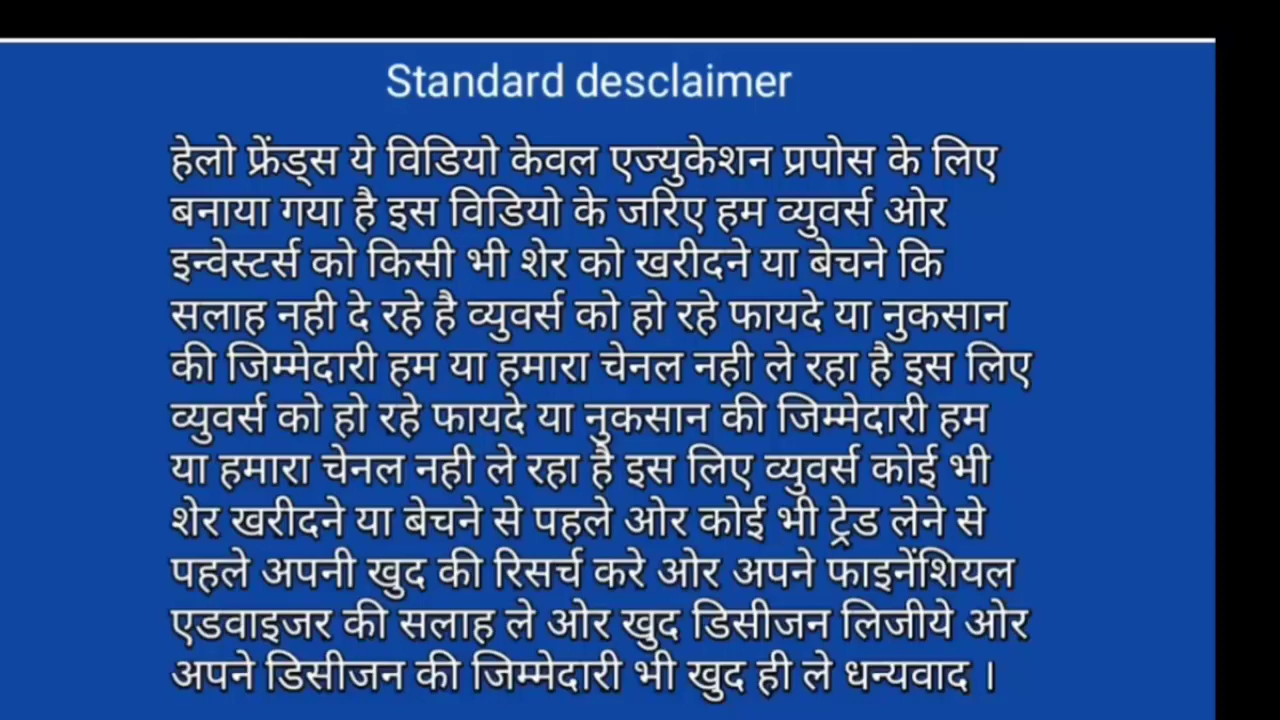 Standard desclaimer
हेलो फ्रेंड्स ये विडियो केवल एज्युकेशन प्रपोस के लिए
बनाया गया है इस विडियो के जरिए हम व्युवर्स ओर
इन्वेस्टर्स को किसी भी शेर को खरीदने या बेचने कि
सलाह नही दे रहे है व्युवर्स को हो रहे फायदे या नुकसान
की जिम्मेदारी हम या हमारा चेनल नही ले रहा है इस लिए
व्युवर्स को हो रहे फायदे या नुकसान की जिम्मेदारी हम
या हमारा चेनल नही ले रहा है इस लिए व्युवर्स कोई भी
शेर खरीदने या बेचने से पहले ओर कोई भी ट्रेड लेने से
पहले अपनी खुद की रिसर्च करे ओर अपने फाइनेंशियल
एडवाइजर की सलाह ले ओर खुद डिसीजन लिजीये ओर
अपने डिसीजन की जिम्मेदारी भी खुद ही ले धन्यवाद ।